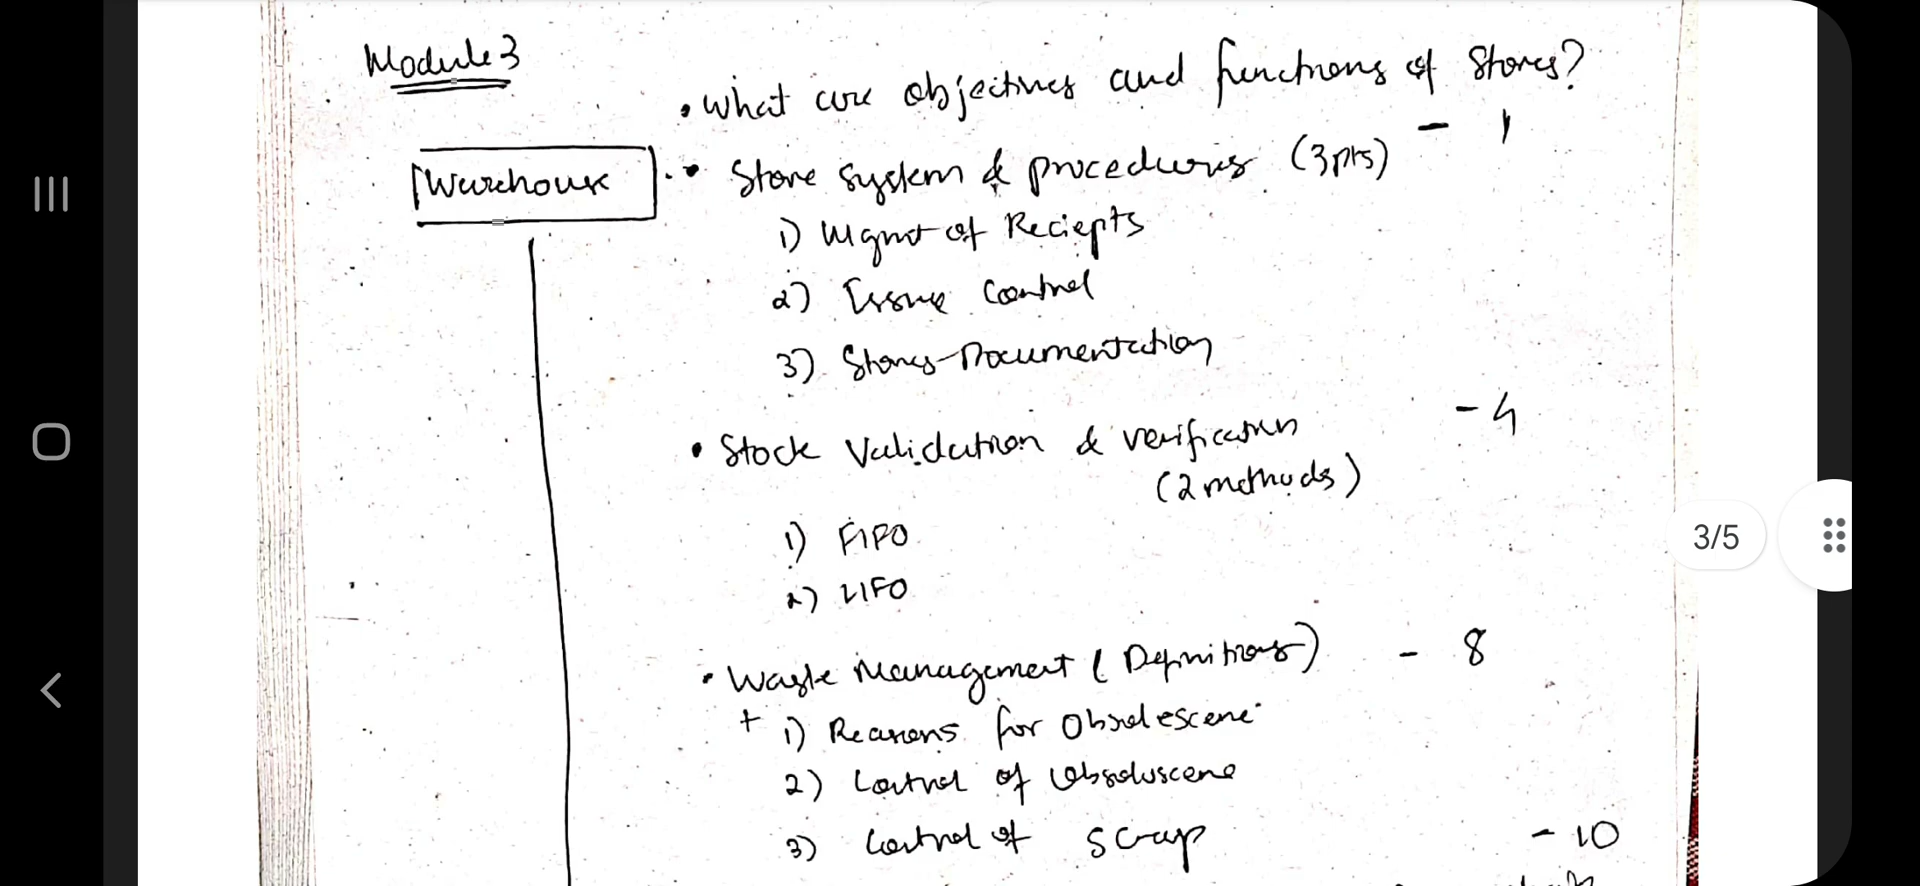 Module 3
• What are objectives and functions of Stores?
- 1
Warehouse
• Store system & procedures (3pts)
1) Mgmt of Reciepts
2) Issue Control
3) Stores-Documentation
- 4
• Stock Validation & verification
(2 methods)
1) FIFO
2) LIFO
• Waste Management (Definitions) - 8
+ 1) Reasons for Obsolescene
2) Control of Obsoluscene
3) Control of Scrap - 10
3/5